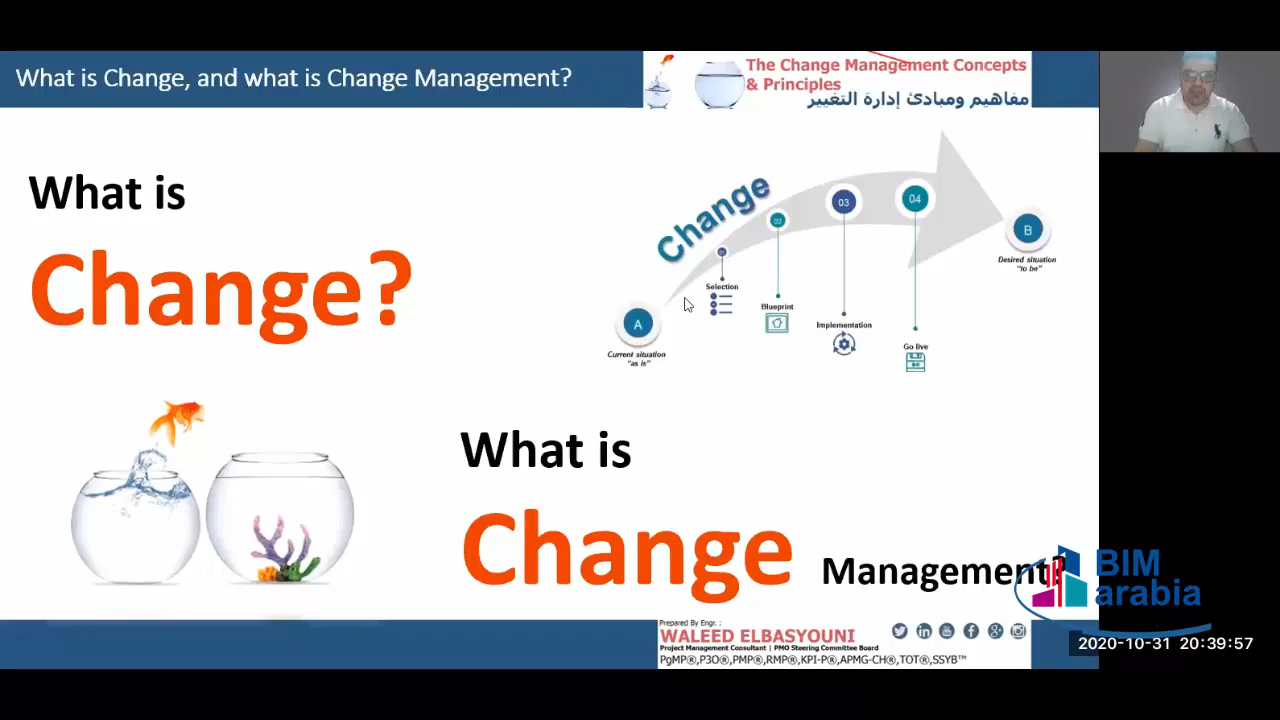 What is Change, and what is Change Management?
The Change Management Concepts
& Principles
مفاهيم ومبادئ إدارة التغيير
What is
Change?
Change
01
02
03
04
Selection
Blueprint
Implementation
Go live
A
Current situation
"as is"
B
Desired situation
"to be"
What is
Change Management?
BIM
arabia
Prepared By Engr. :
WALEED ELBASYOUNI
Project Management Consultant | PMO Steering Committee Board
PgMP®,P3O®,PMP®,RMP®,KPI-P®,APMG-CH®,TOT®,SSYB™
2020-10-31 20:39:57